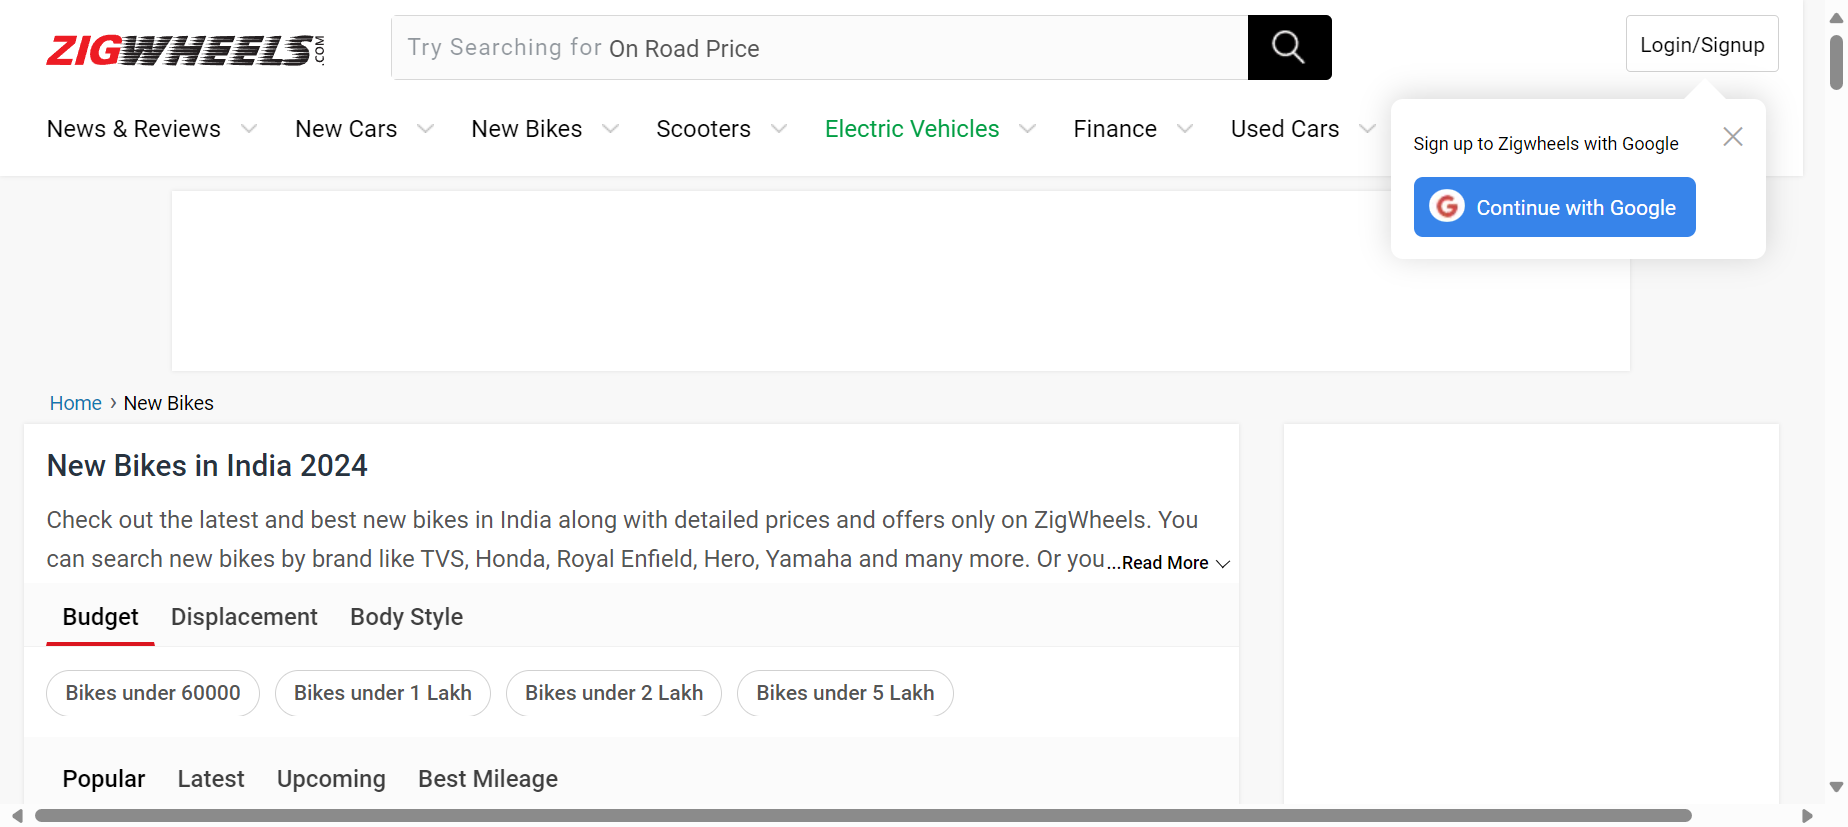 ZIGWHEELS.COM
Try Searching for On Road Price
Login/Signup
News & Reviews New Cars New Bikes Scooters Electric Vehicles Finance Used Cars
Sign up to Zigwheels with Google
G Continue with Google
Home › New Bikes
New Bikes in India 2024
Check out the latest and best new bikes in India along with detailed prices and offers only on ZigWheels. You
can search new bikes by brand like TVS, Honda, Royal Enfield, Hero, Yamaha and many more. Or you...Read More
Budget Displacement Body Style
Bikes under 60000 Bikes under 1 Lakh Bikes under 2 Lakh Bikes under 5 Lakh
Popular Latest Upcoming Best Mileage